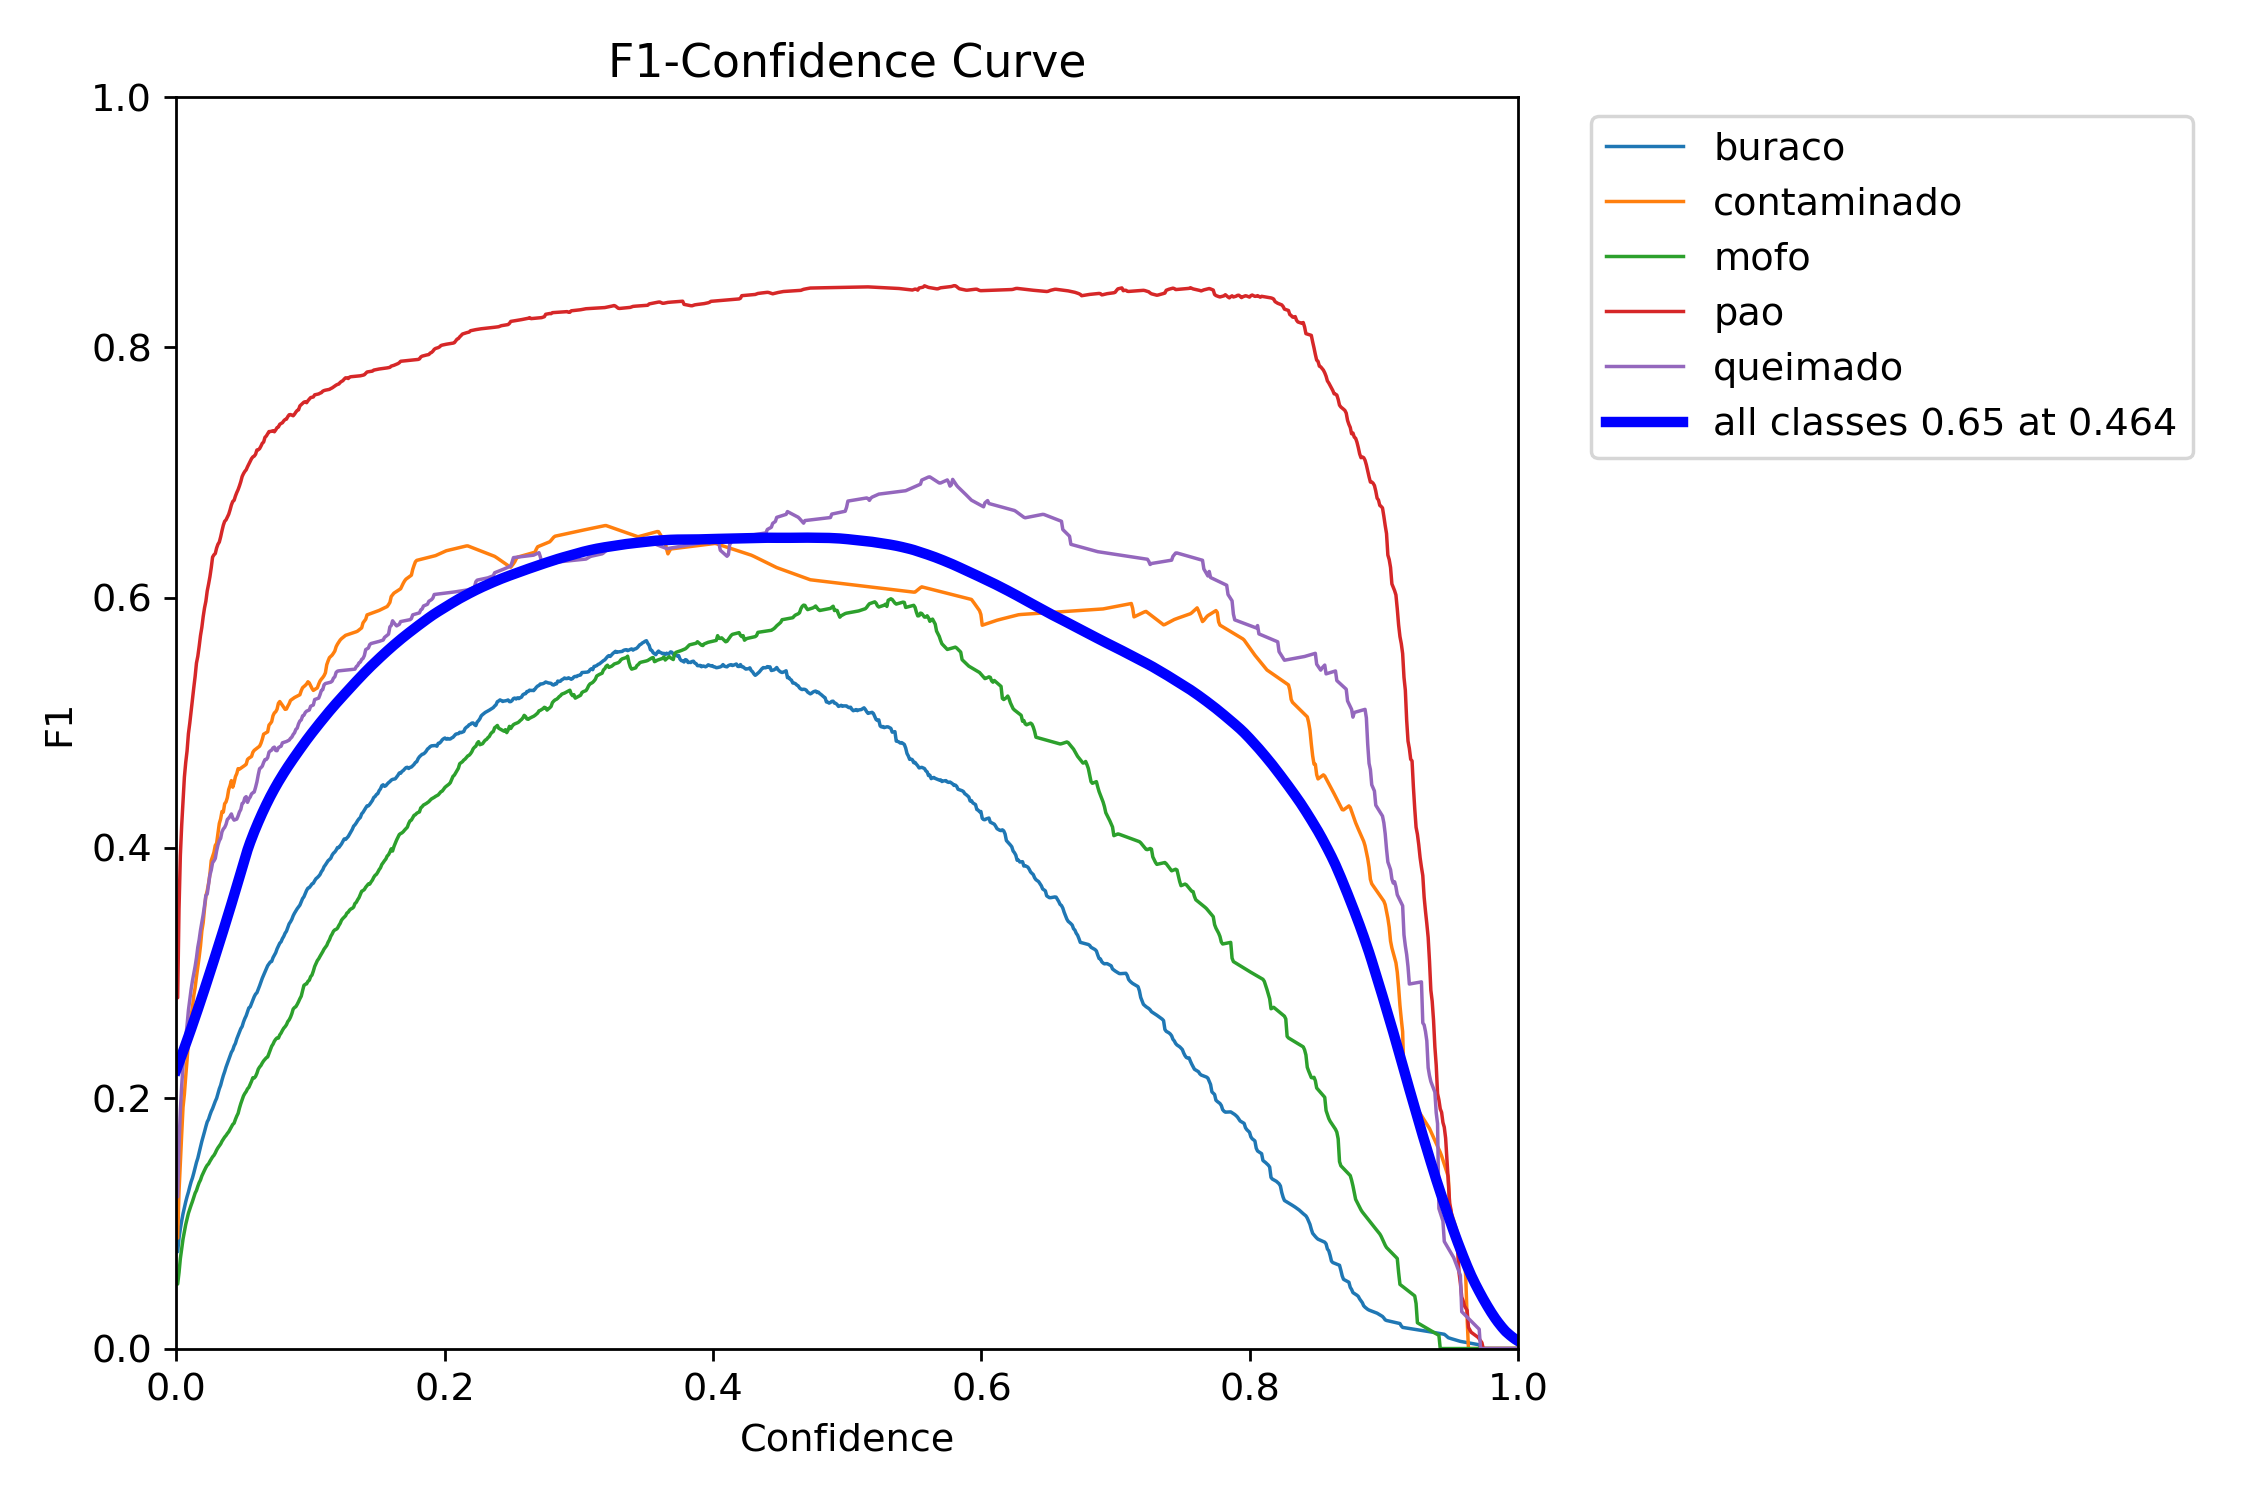 F1-Confidence Curve
1.0
0.8
0.6
0.4
0.2
0.0
F1
0.0 0.2 0.4 0.6 0.8 1.0
Confidence
buraco
contaminado
mofo
pao
queimado
all classes 0.65 at 0.464